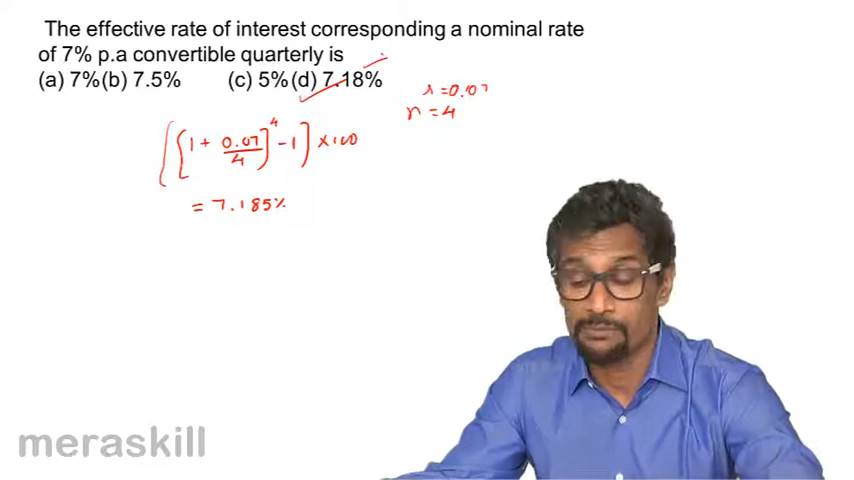 The effective rate of interest corresponding a nominal rate
of 7% p.a convertible quarterly is
(a) 7%(b) 7.5% (c) 5%(d) 7.18%
r = 0.07
n = 4
[[1 + 0.07/4]^4 - 1] × 100
= 7.185%
meraskill